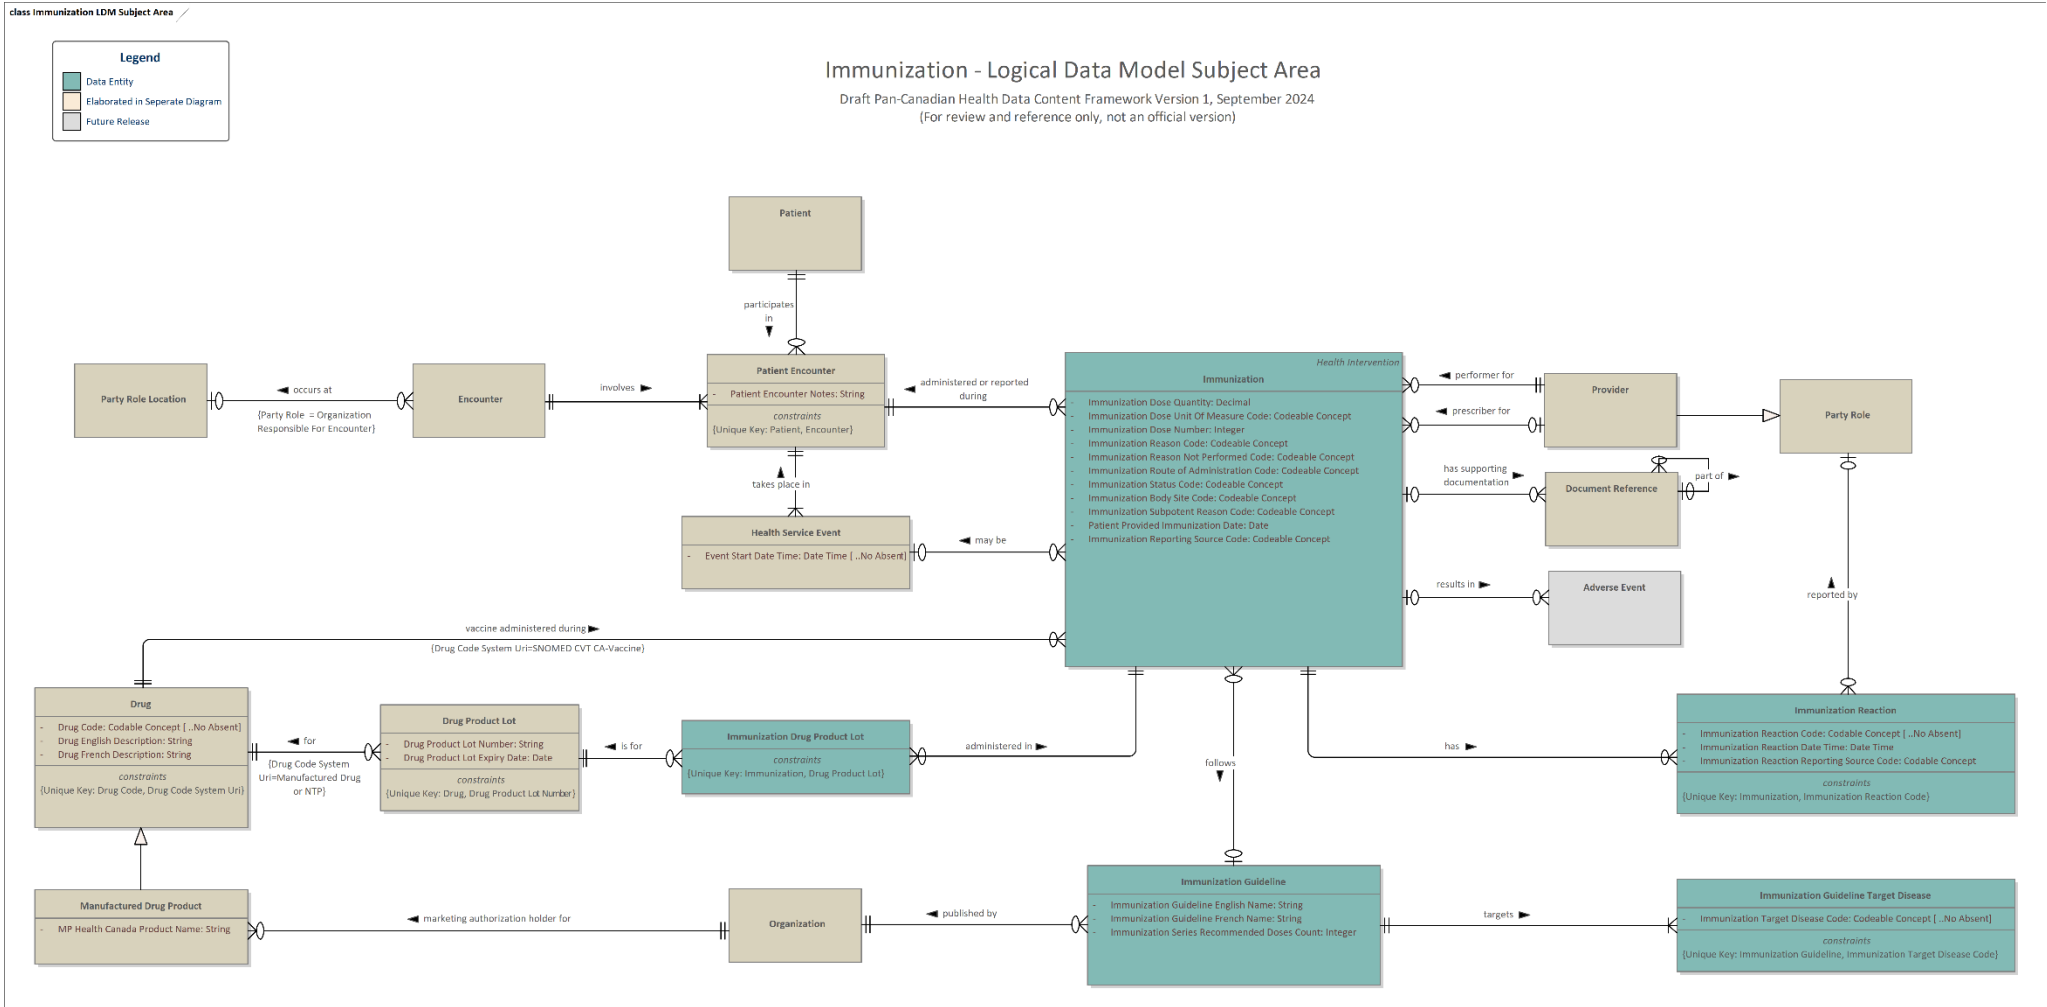 class Immunization LDM Subject Area
Legend
Data Entity
Elaborated in Seperate Diagram
Future Release
Immunization - Logical Data Model Subject Area
Draft Pan-Canadian Health Data Content Framework Version 1, September 2024
(For review and reference only, not an official version)
Patient
participates
in
Party Role Location
occurs at
{Party Role = Organization
Responsible For Encounter}
Encounter
involves
Patient Encounter
- Patient Encounter Notes: String
constraints
{Unique Key: Patient, Encounter}
administered or reported
during
takes place in
Health Service Event
- Event Start Date Time: Date Time [ ..No Absent]
may be
Health Intervention
Immunization
- Immunization Dose Quantity: Decimal
- Immunization Dose Unit Of Measure Code: Codeable Concept
- Immunization Dose Number: Integer
- Immunization Reason Code: Codeable Concept
- Immunization Reason Not Performed Code: Codeable Concept
- Immunization Route of Administration Code: Codeable Concept
- Immunization Status Code: Codeable Concept
- Immunization Body Site Code: Codeable Concept
- Immunization Subpotent Reason Code: Codeable Concept
- Patient Provided Immunization Date: Date
- Immunization Reporting Source Code: Codeable Concept
performer for
prescriber for
Provider
Party Role
has supporting
documentation
Document Reference
part of
results in
Adverse Event
reported by
vaccine administered during
{Drug Code System Uri=SNOMED CVT CA-Vaccine}
Drug
- Drug Code: Codable Concept [ ..No Absent]
- Drug English Description: String
- Drug French Description: String
constraints
{Unique Key: Drug Code, Drug Code System Uri}
for
{Drug Code System
Uri=Manufactured Drug
or NTP}
Drug Product Lot
- Drug Product Lot Number: String
- Drug Product Lot Expiry Date: Date
constraints
{Unique Key: Drug, Drug Product Lot Number}
is for
Immunization Drug Product Lot
constraints
{Unique Key: Immunization, Drug Product Lot}
administered in
follows
has
Immunization Reaction
- Immunization Reaction Code: Codable Concept [ ..No Absent]
- Immunization Reaction Date Time: Date Time
- Immunization Reaction Reporting Source Code: Codable Concept
constraints
{Unique Key: Immunization, Immunization Reaction Code}
Manufactured Drug Product
- MP Health Canada Product Name: String
marketing authorization holder for
Organization
published by
Immunization Guideline
- Immunization Guideline English Name: String
- Immunization Guideline French Name: String
- Immunization Series Recommended Doses Count: Integer
targets
Immunization Guideline Target Disease
- Immunization Target Disease Code: Codeable Concept [ ..No Absent]
constraints
{Unique Key: Immunization Guideline, Immunization Target Disease Code}